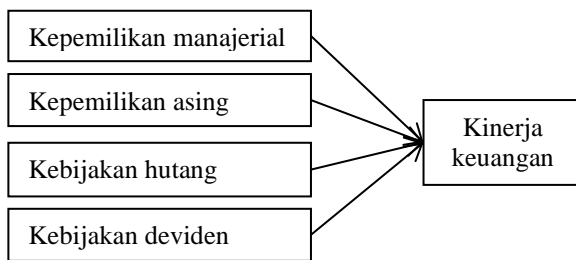 Kepemilikan manajerial
Kepemilikan asing
Kebijakan hutang
Kebijakan deviden
Kinerja
keuangan